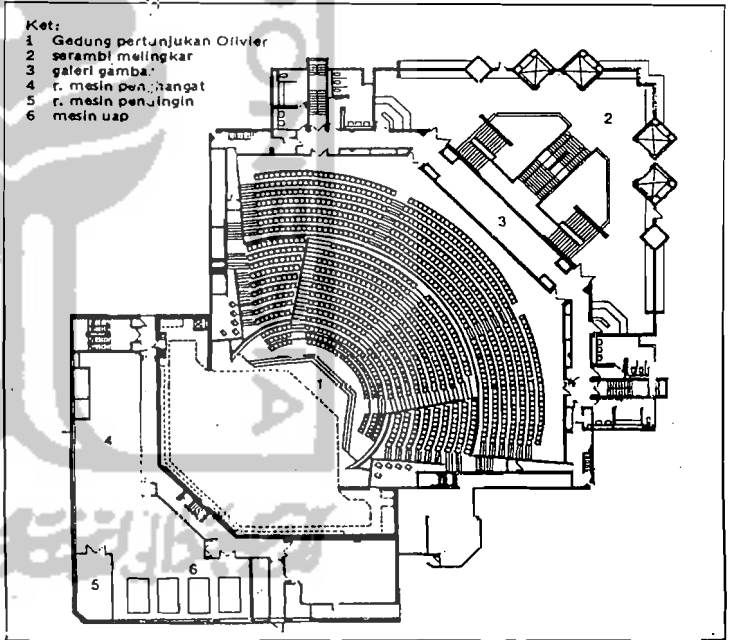 Ket:
1 Gedung pertunjukan Olivier
2 serambi melingkar
3 galeri gambar
4 r. mesin penghangat
5 r. mesin pendingin
6 mesin uap
2
3
1
4
6
5